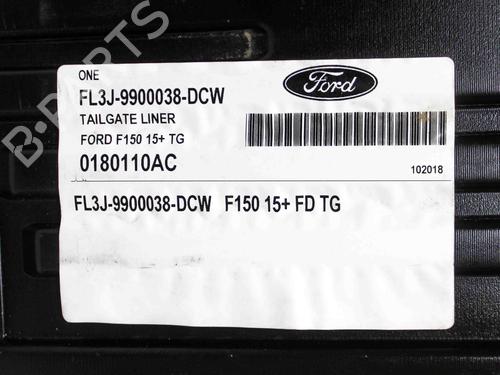 B-PARTS
ONE
FL3J-9900038-DCW
TAILGATE LINER
FORD F150 15+ TG
0180110AC
Ford
102018
FL3J-9900038-DCW F150 15+ FD TG